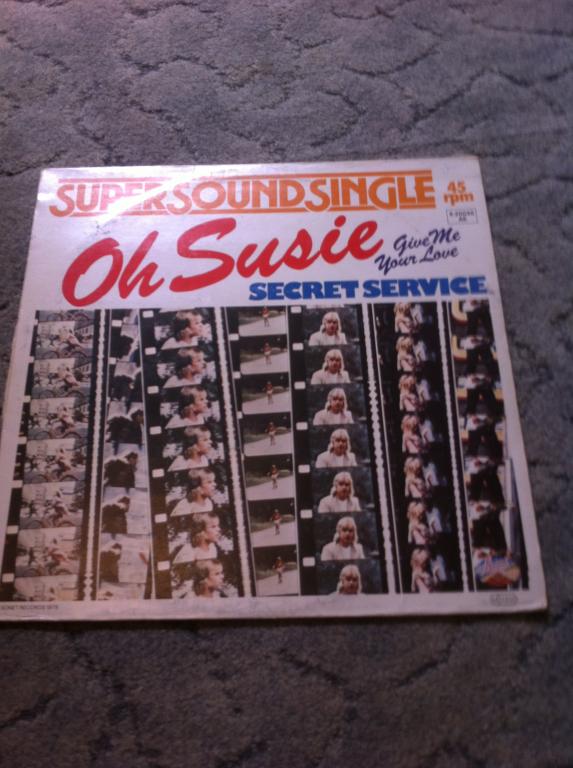 SUPERSOUNDSINGLE 45 rpm
Oh Susie
Give Me
Your Love
SECRET SERVICE